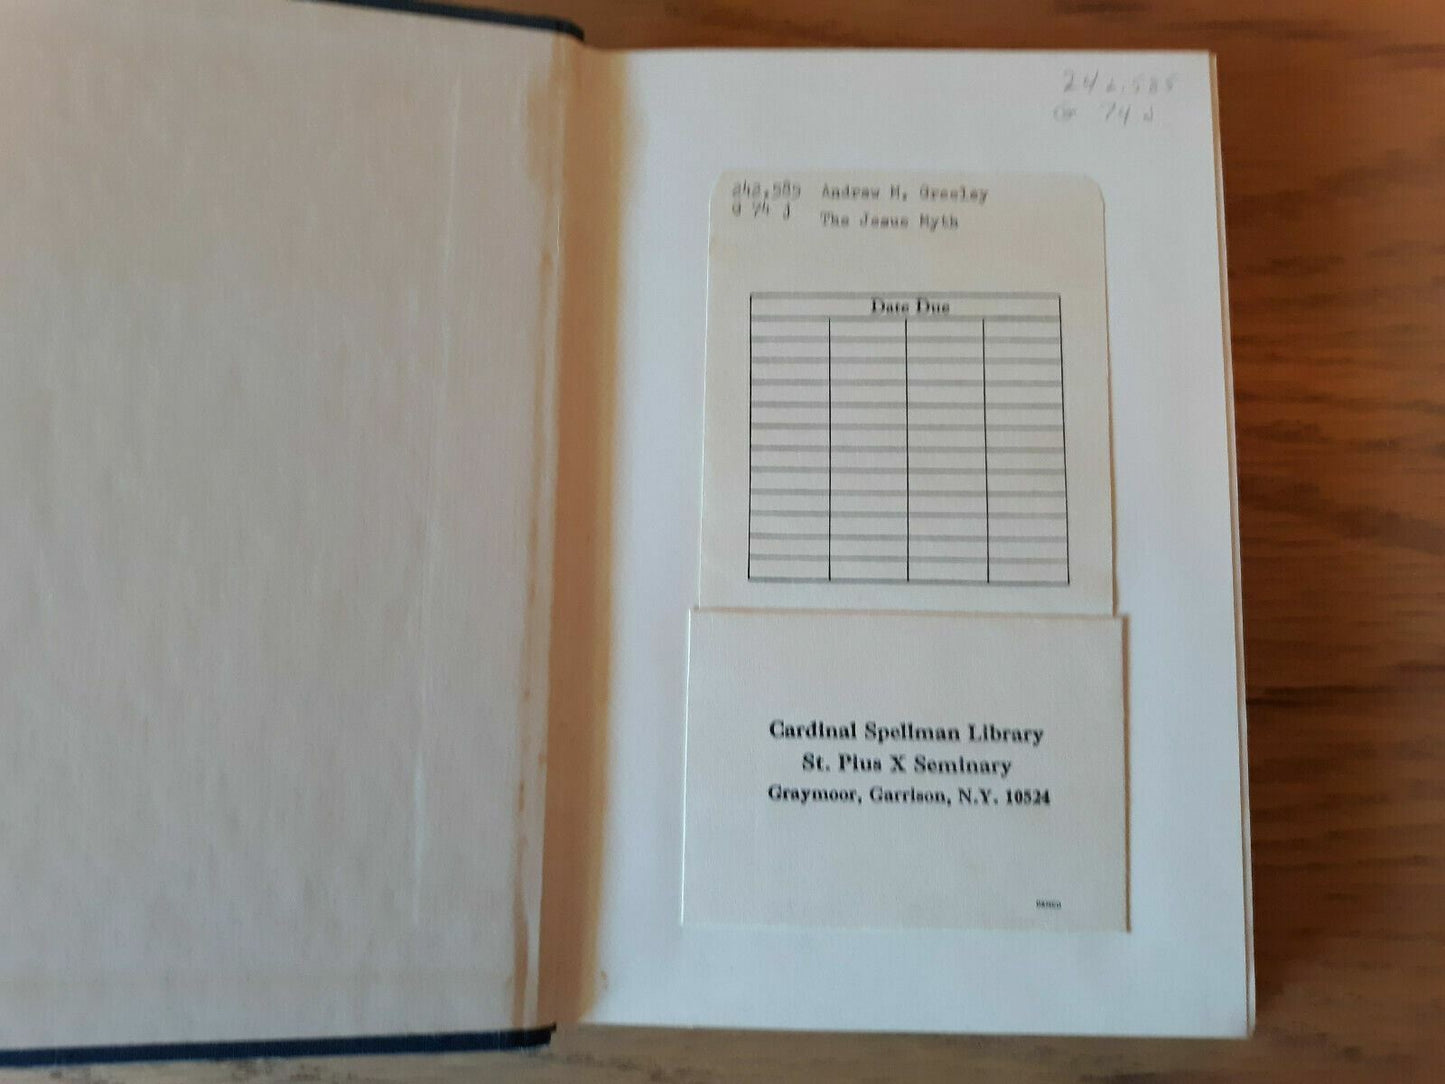 242.585
G 74 J
242.585 Andrew M. Greeley
G 74 j The Jesus Myth
Date Due
Cardinal Spellman Library
St. Pius X Seminary
Graymoor, Garrison, N.Y. 10524